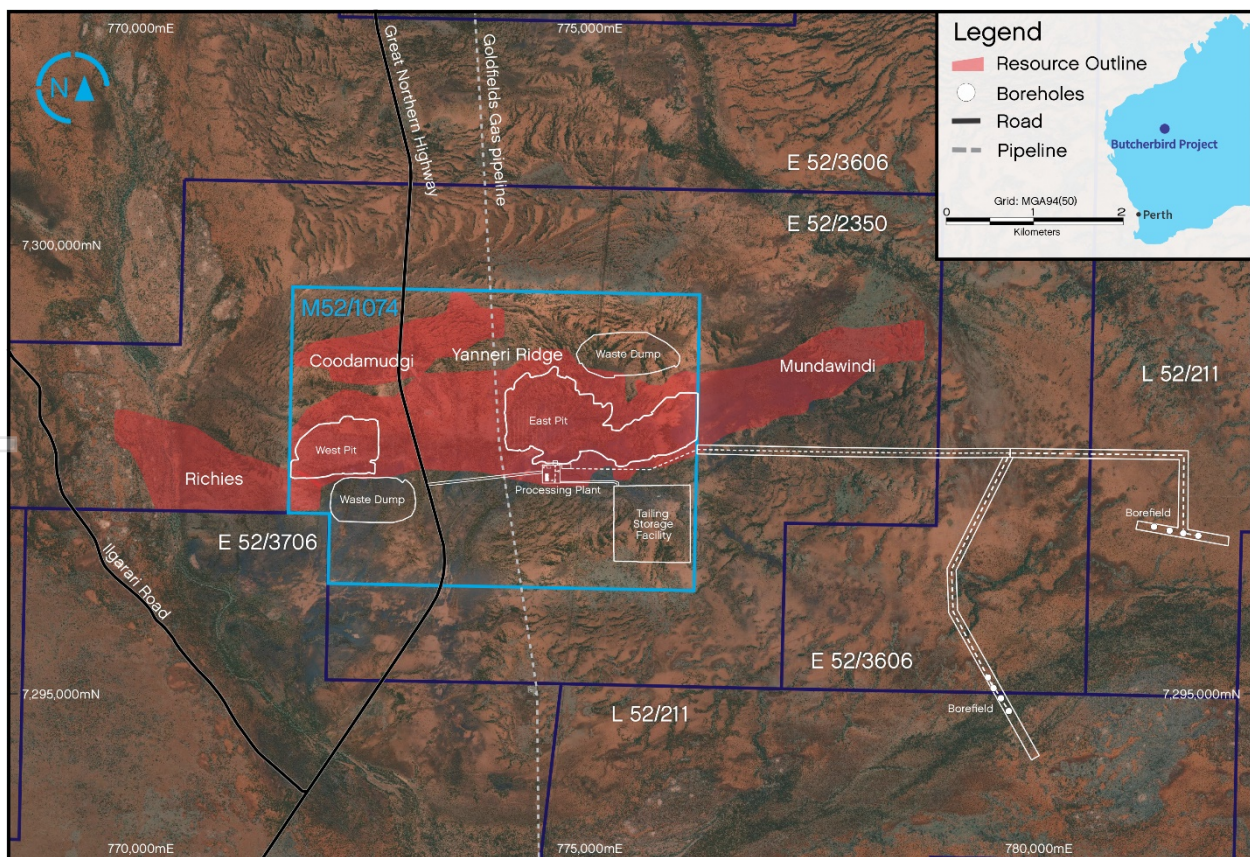 770,000mE
775,000mE
Great Northern Highway
Goldfields Gas pipeline
N
Legend
Resource Outline
Boreholes
Road
Pipeline
Grid: MGA94(50)
0 1 2
Kilometers
Butcherbird Project
Perth
E 52/3606
E 52/2350
7,300,000mN
M52/1074
Coodamudgi
Yanneri Ridge
Waste Dump
Mundawindi
L 52/211
East Pit
West Pit
Richies
Waste Dump
Processing Plant
Tailing
Storage
Facility
Borefield
E 52/3706
Ilgarari Road
E 52/3606
7,295,000mN
7,295,000mN
L 52/211
Borefield
770,000mE
775,000mE
780,000mE